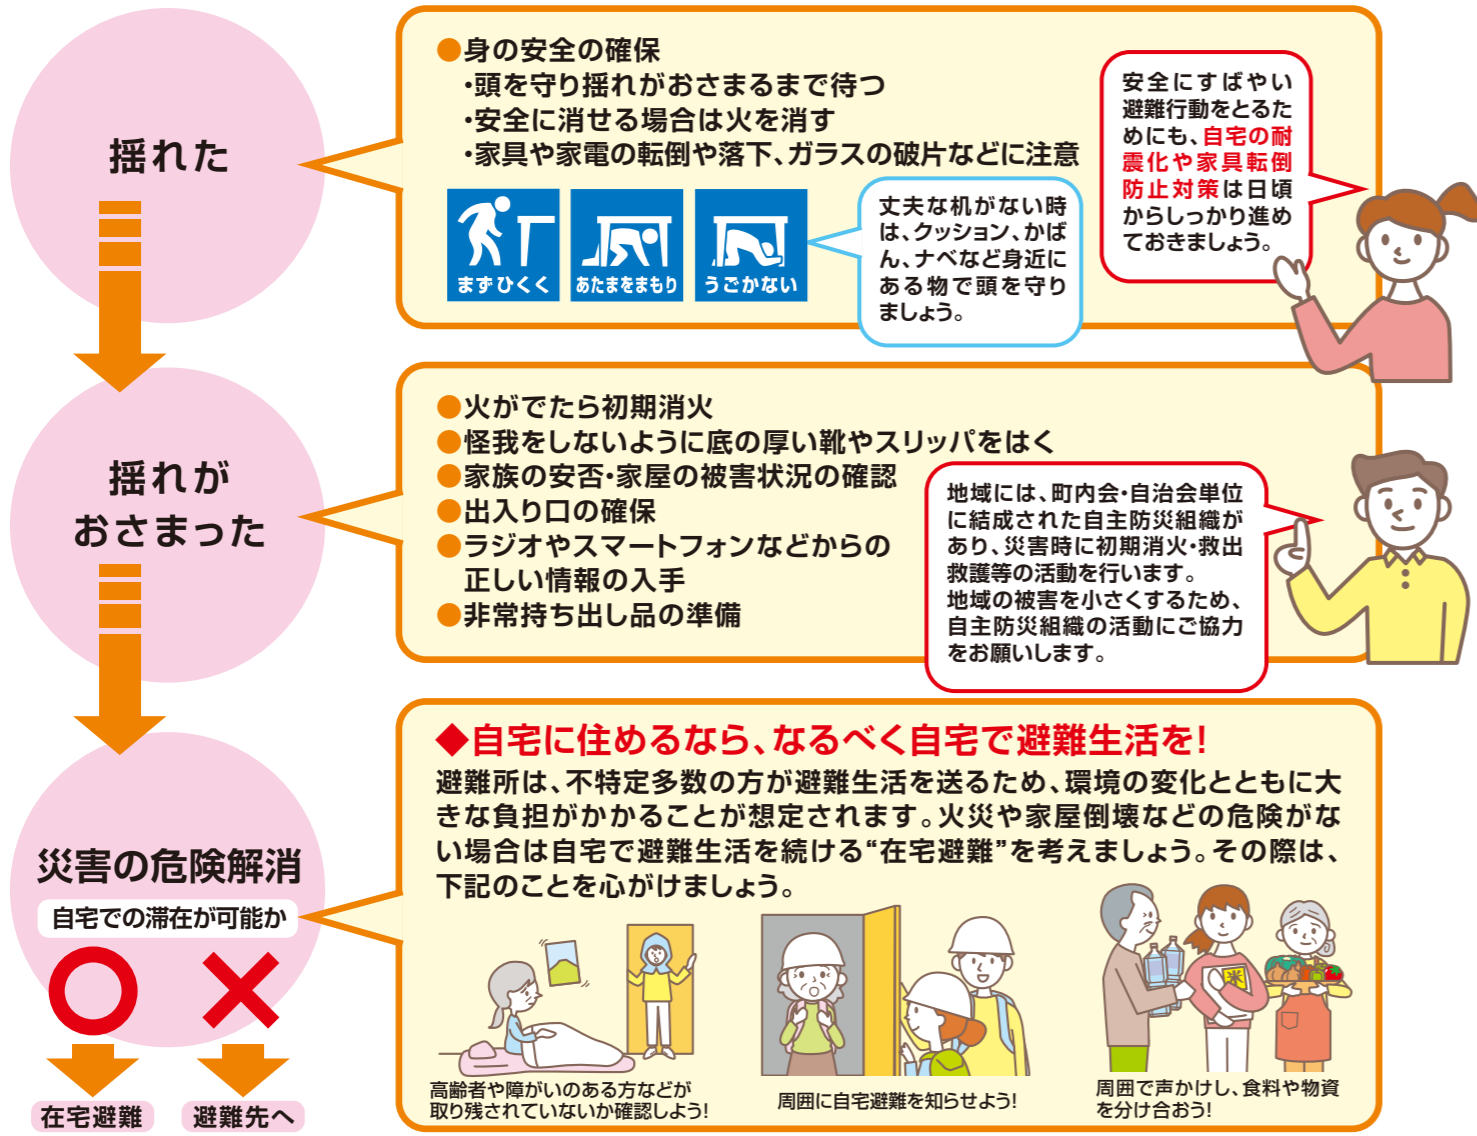 揺れた
●身の安全の確保
・頭を守り揺れがおさまるまで待つ
・安全に消せる場合は火を消す
・家具や家電の転倒や落下、ガラスの破片などに注意
まずひくく
あたまをまもり
うごかない
丈夫な机がない時
は、クッション、かば
ん、ナベなど身近に
ある物で頭を守り
ましょう。
安全にすばやい
避難行動をとるた
めにも、自宅の耐
震化や家具転倒
防止対策は日頃
からしっかり進め
ておきましょう。
揺れが
おさまった
●火がでたら初期消火
●怪我をしないように底の厚い靴やスリッパをはく
●家族の安否・家屋の被害状況の確認
●出入り口の確保
●ラジオやスマートフォンなどからの
正しい情報の入手
●非常持ち出し品の準備
地域には、町内会・自治会単位
に結成された自主防災組織が
あり、災害時に初期消火・救出
救護等の活動を行います。
地域の被害を小さくするため、
自主防災組織の活動にご協力
をお願いします。
災害の危険解消
自宅での滞在が可能か
在宅避難
避難先へ
◆自宅に住めるなら、なるべく自宅で避難生活を!
避難所は、不特定多数の方が避難生活を送るため、環境の変化とともに大
きな負担がかかることが想定されます。火災や家屋倒壊などの危険がな
い場合は自宅で避難生活を続ける“在宅避難”を考えましょう。その際は、
下記のことを心がけましょう。
高齢者や障がいのある方などが
取り残されていないか確認しよう!
周囲に自宅避難を知らせよう!
米
周囲で声かけし、食料や物資
を分け合おう!